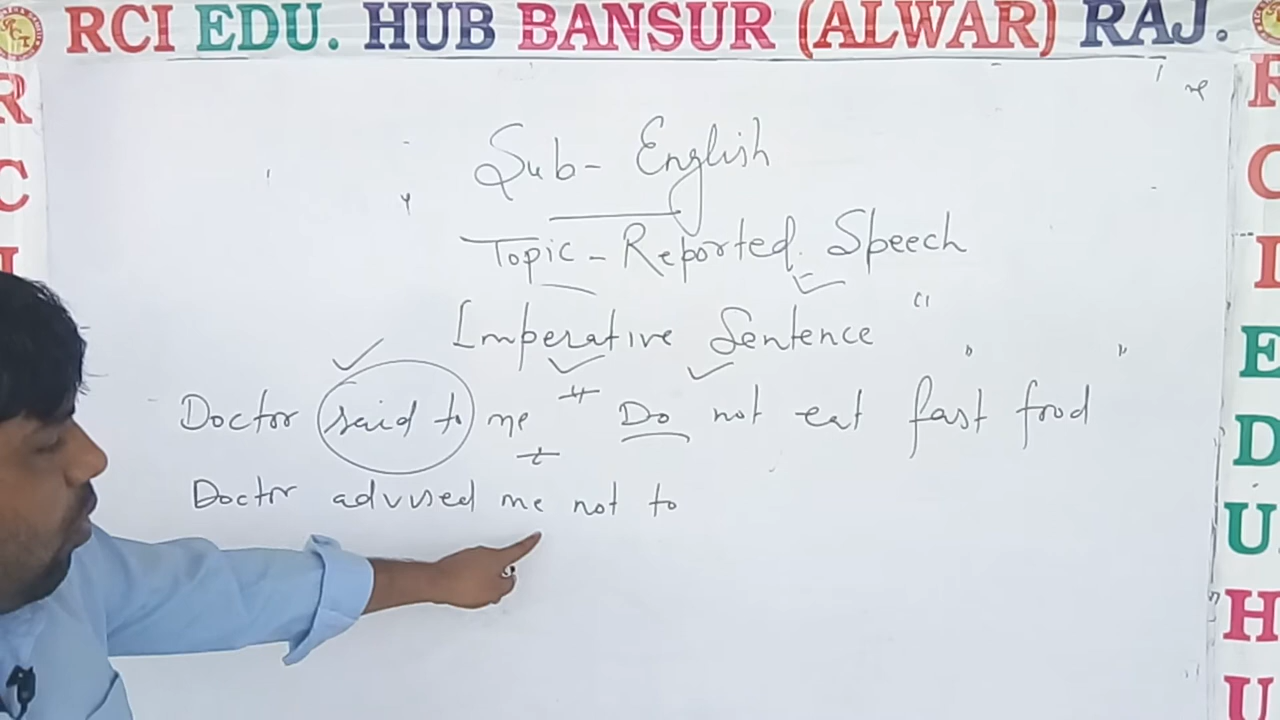 RCI EDU. HUB BANSUR (ALWAR) RAJ.
R
C
I
R
C
I
E
D
U.
H
U
Sub - English
Topic - Reported Speech
Imperative Sentence
Doctor said to me " Do not eat fast food "
Doctor advised me not to